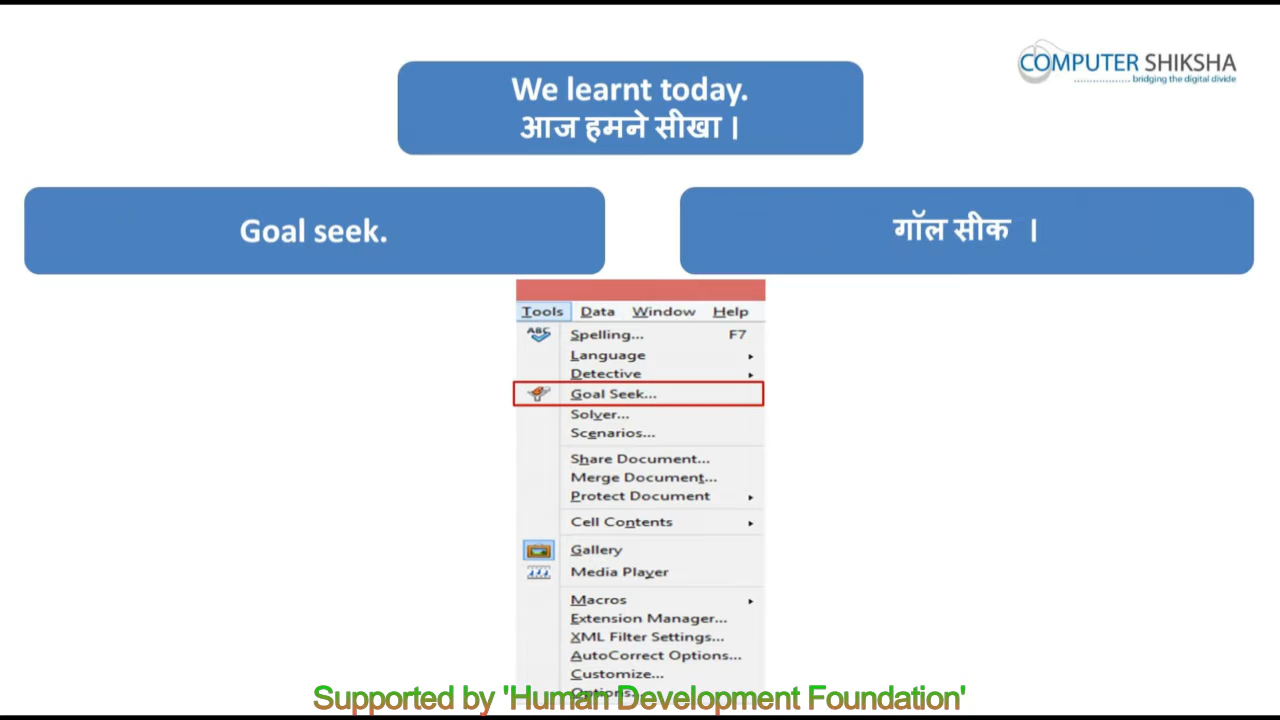 COMPUTER SHIKSHA
bridging the digital divide
We learnt today.
आज हमने सीखा ।
Goal seek.
गॉल सीक ।
Tools Data Window Help
ABC Spelling... F7
Language
Detective
Goal Seek...
Solver...
Scenarios...
Share Document...
Merge Document...
Protect Document
Cell Contents
Gallery
Media Player
Macros
Extension Manager...
XML Filter Settings...
AutoCorrect Options...
Customize...
Options...
Supported by 'Human Development Foundation'